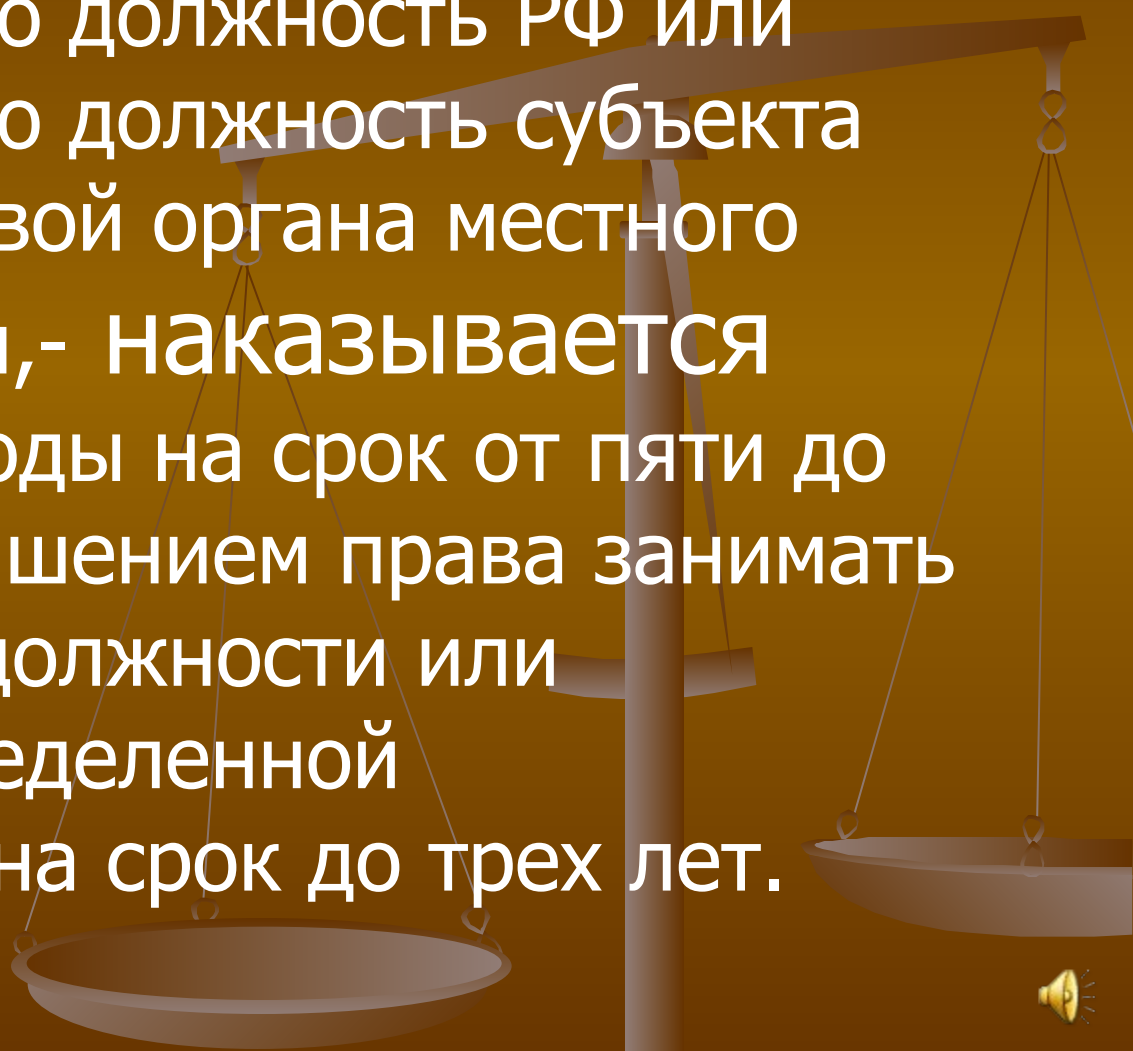 о должность РФ или
о должность субъекта
вой органа местного
,- наказывается
оды на срок от пяти до
шением права занимать
должности или
еделенной
на срок до трех лет.